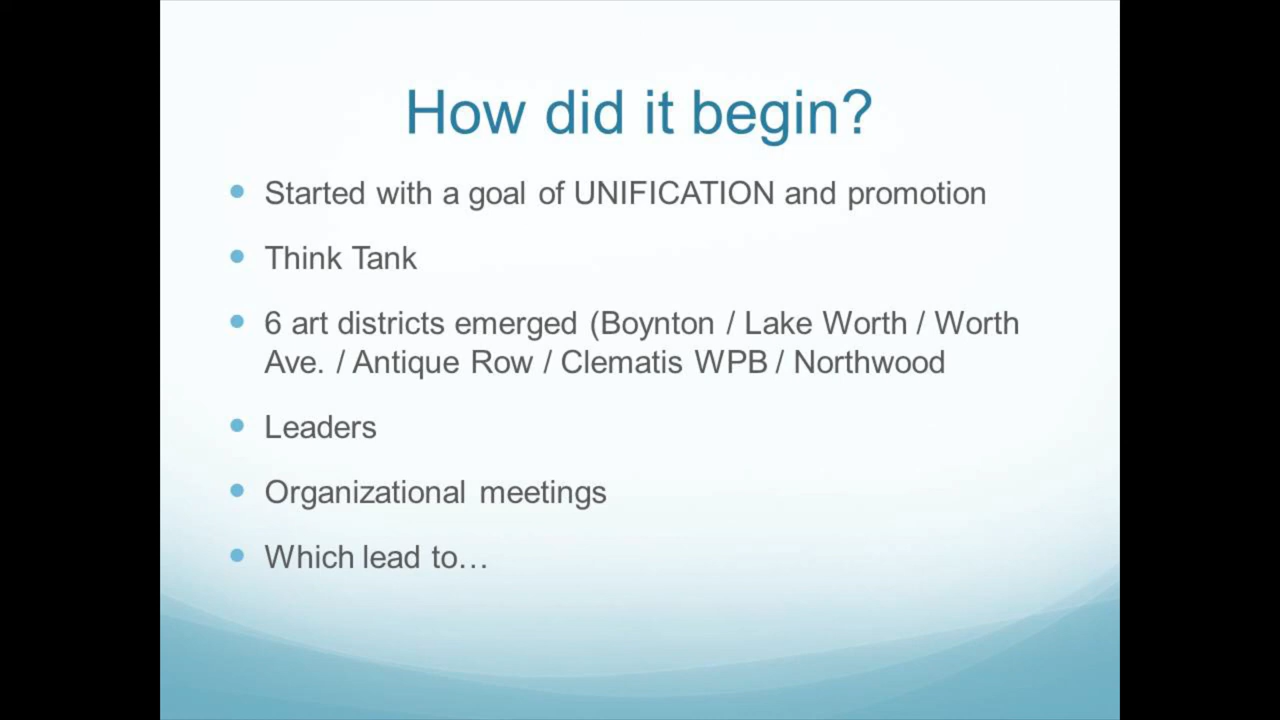 How did it begin?
Started with a goal of UNIFICATION and promotion
Think Tank
6 art districts emerged (Boynton / Lake Worth / Worth
Ave. / Antique Row / Clematis WPB / Northwood
Leaders
Organizational meetings
Which lead to…